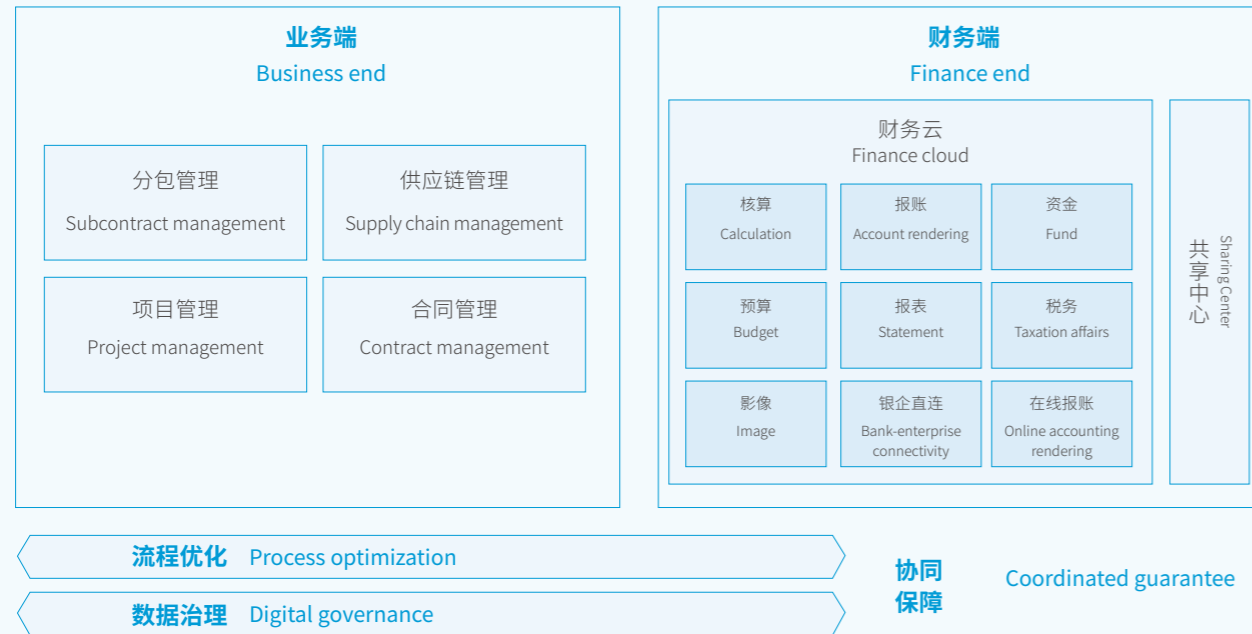 业务端
Business end
分包管理
Subcontract management
供应链管理
Supply chain management
项目管理
Project management
合同管理
Contract management
财务端
Finance end
财务云
Finance cloud
核算
Calculation
报账
Account rendering
资金
Fund
预算
Budget
报表
Statement
税务
Taxation affairs
影像
Image
银企直连
Bank-enterprise
connectivity
在线报账
Online accounting
rendering
共享中心
Sharing Center
流程优化 Process optimization
数据治理 Digital governance
协同
保障
Coordinated guarantee